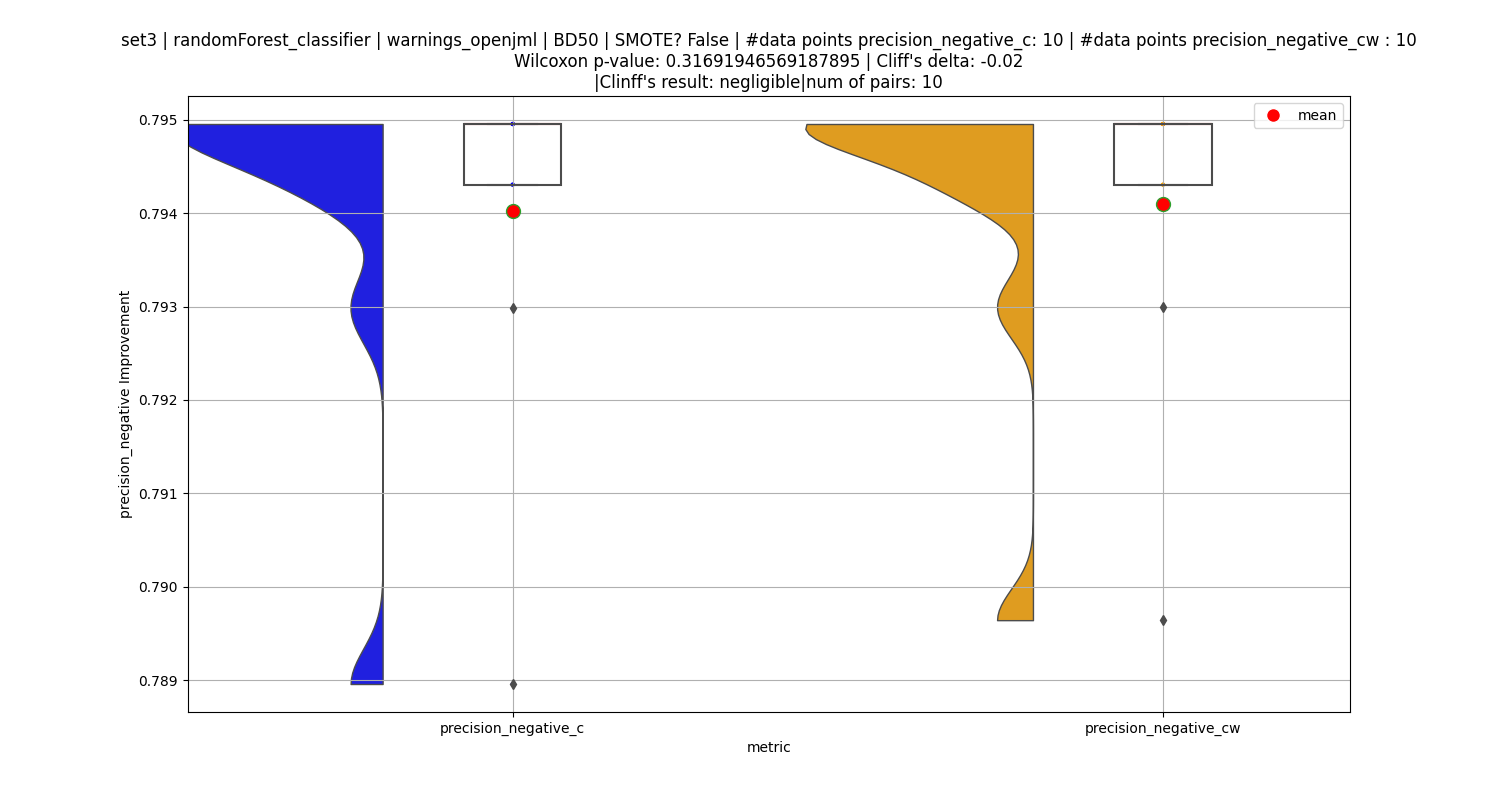 set3 | randomForest_classifier | warnings_openjml | BD50 | SMOTE? False | #data points precision_negative_c: 10 | #data points precision_negative_cw : 10
Wilcoxon p-value: 0.31691946569187895 | Cliff's delta: -0.02
|Clinff's result: negligible|num of pairs: 10
mean
precision_negative Improvement
0.795
0.794
0.793
0.792
0.791
0.790
0.789
precision_negative_c
precision_negative_cw
metric